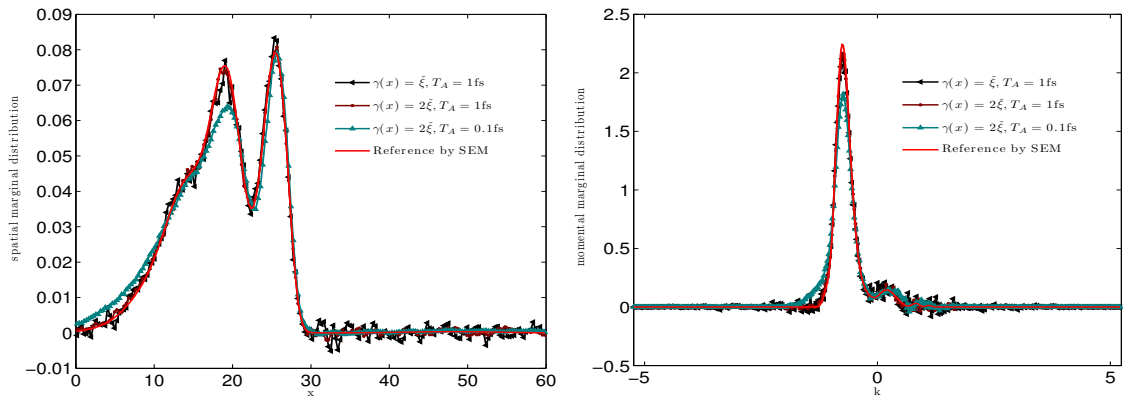 0.09
0.08
0.07
0.06
0.05
0.04
0.03
0.02
0.01
0
−0.01
spatial marginal distribution
0 10 20 30 40 50 60
x
γ(x) = ξ̃, T_A = 1fs
γ(x) = 2ξ̃, T_A = 1fs
γ(x) = 2ξ̃, T_A = 0.1fs
Reference by SEM
2.5
2
1.5
1
0.5
0
−0.5
momental marginal distribution
−5 0 5
k
γ(x) = ξ̃, T_A = 1fs
γ(x) = 2ξ̃, T_A = 1fs
γ(x) = 2ξ̃, T_A = 0.1fs
Reference by SEM